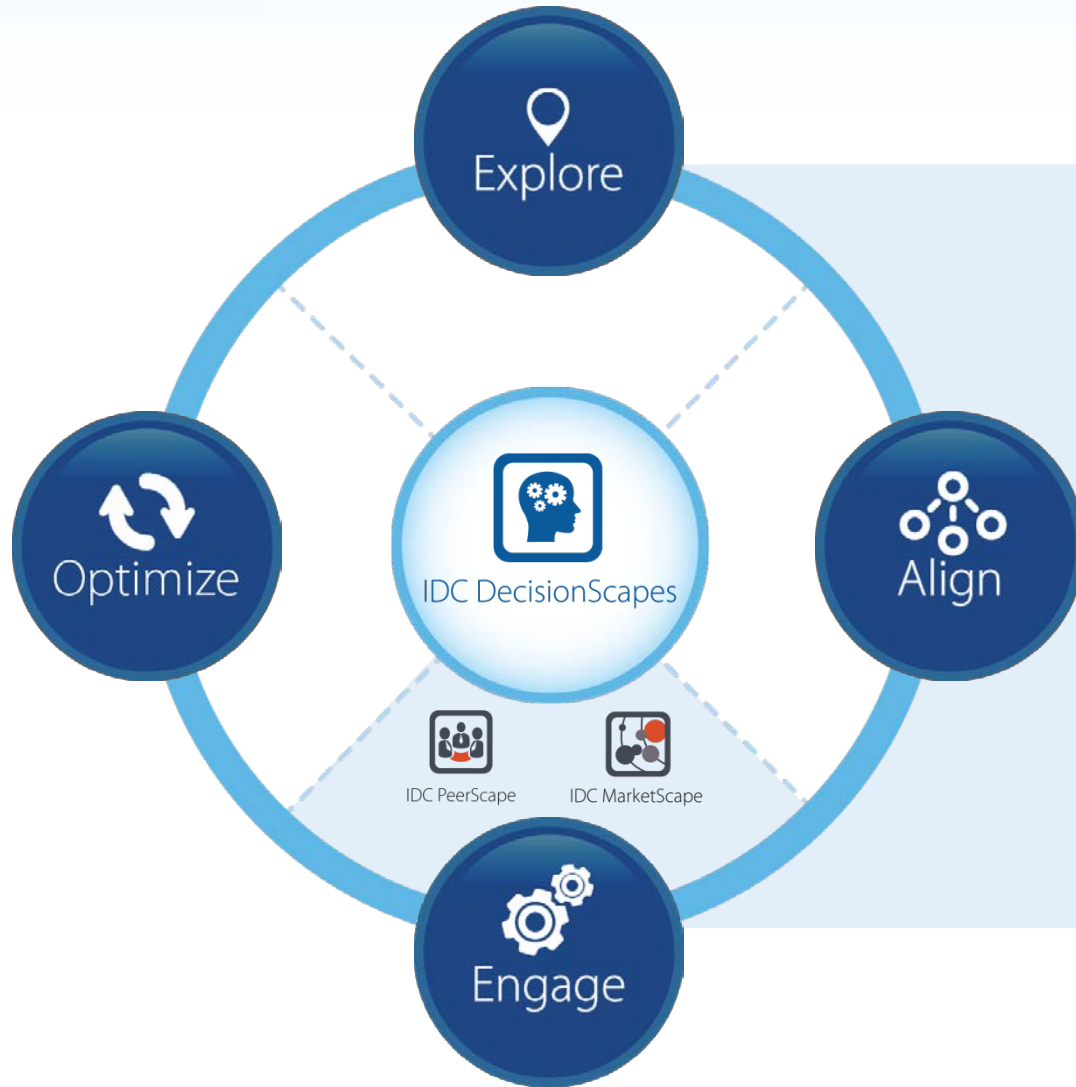 Explore
Optimize
IDC DecisionScapes
Align
IDC PeerScape
IDC MarketScape
Engage